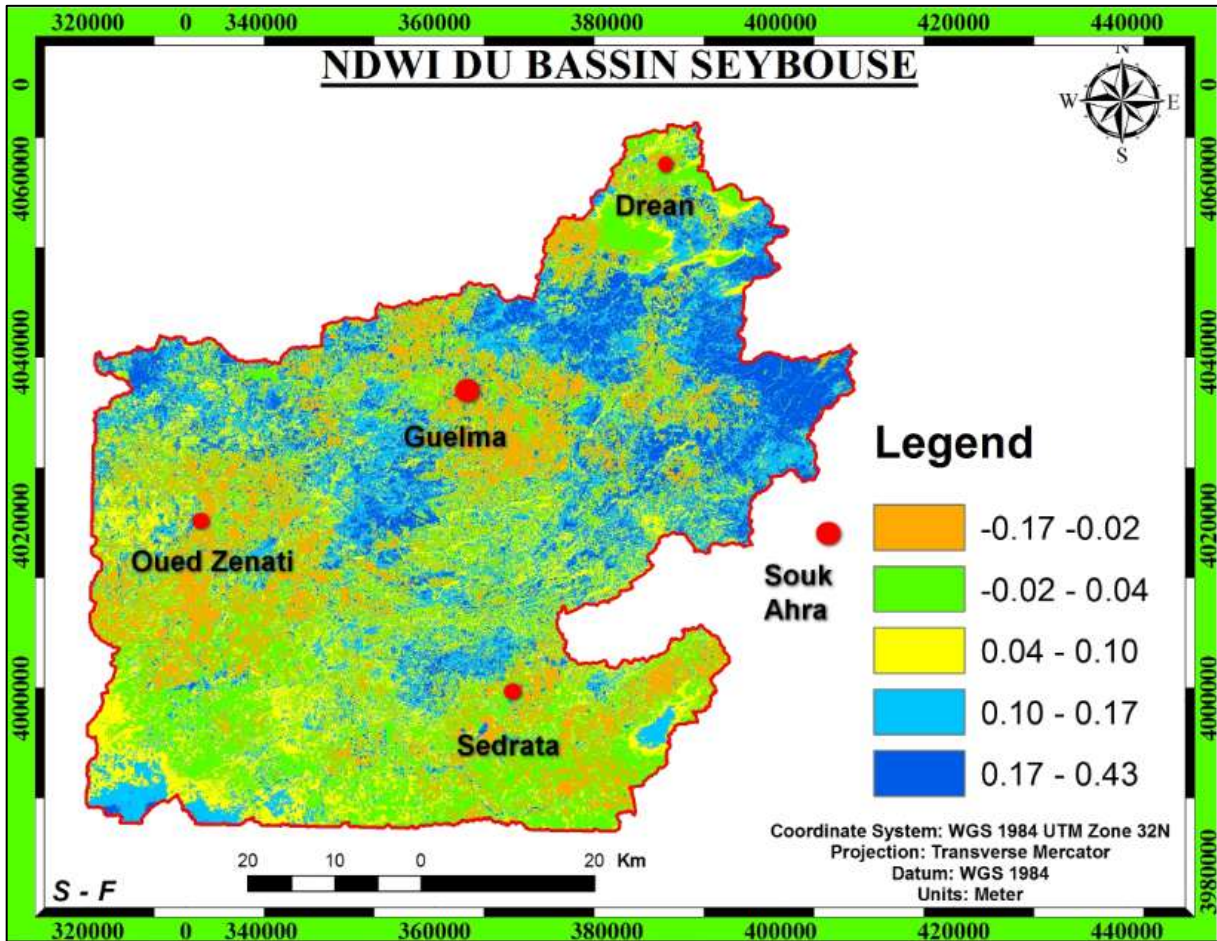 320000 0 340000 360000 380000 400000 420000 440000
NDWI DU BASSIN SEYBOUSE
N
W E
S
0 0
4060000 4060000
4040000 4040000
4020000 4020000
4000000 4000000
3980000
Drean
Guelma
Oued Zenati
Sedrata
Souk
Ahra
Legend
-0.17 -0.02
-0.02 - 0.04
0.04 - 0.10
0.10 - 0.17
0.17 - 0.43
Coordinate System: WGS 1984 UTM Zone 32N
Projection: Transverse Mercator
Datum: WGS 1984
Units: Meter
20 10 0 20 Km
S - F
320000 0 340000 360000 380000 400000 420000 440000